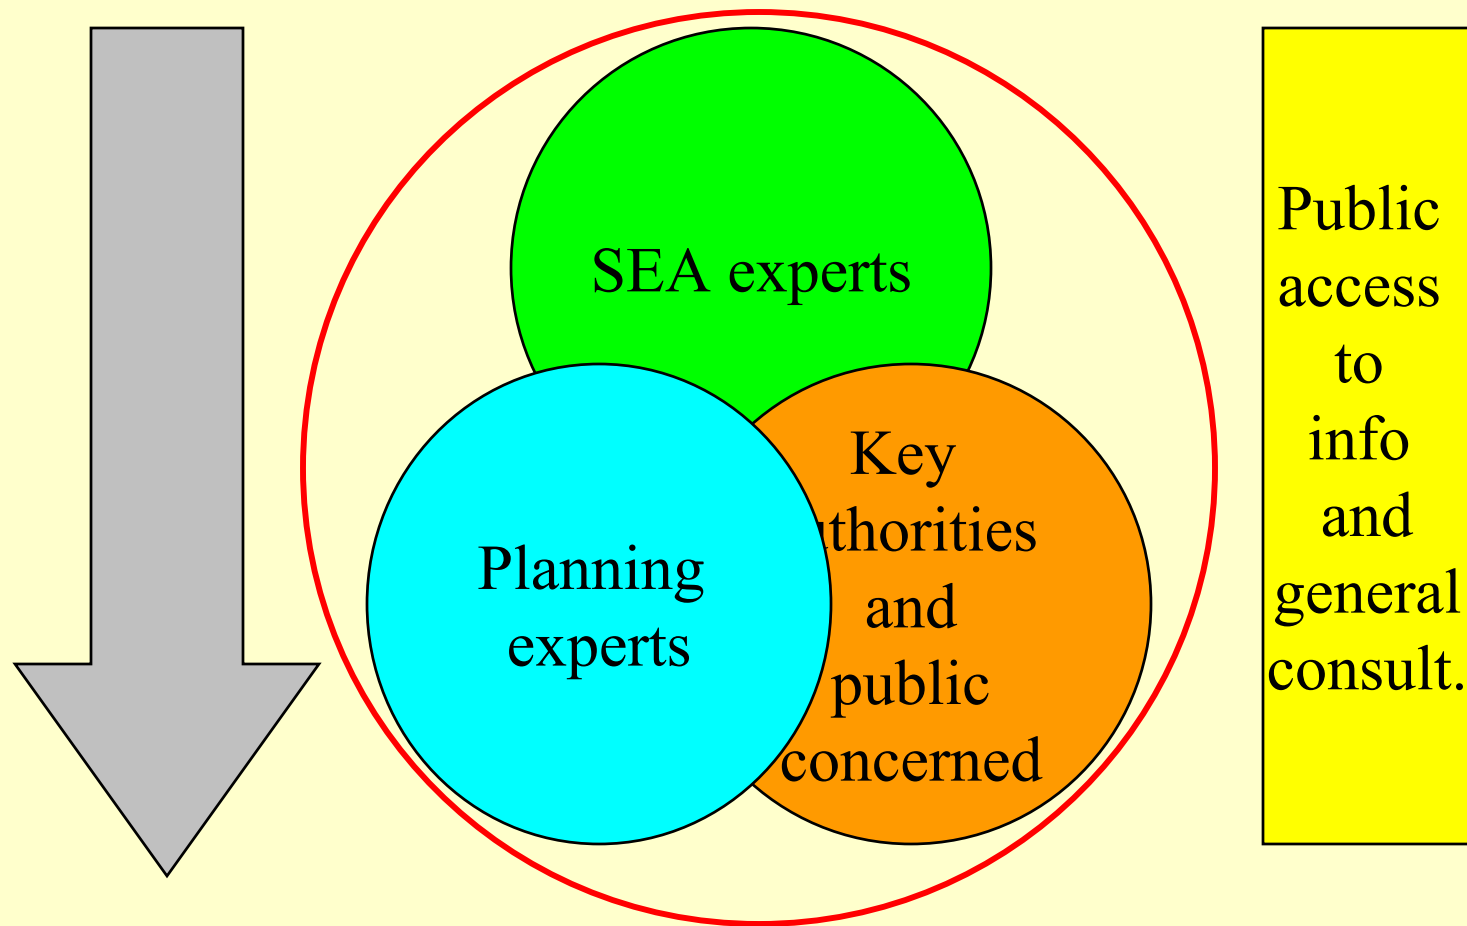 SEA experts
Planning
experts
Key
uthorities
and
public
concerned
Public
access
to
info
and
general
consult.